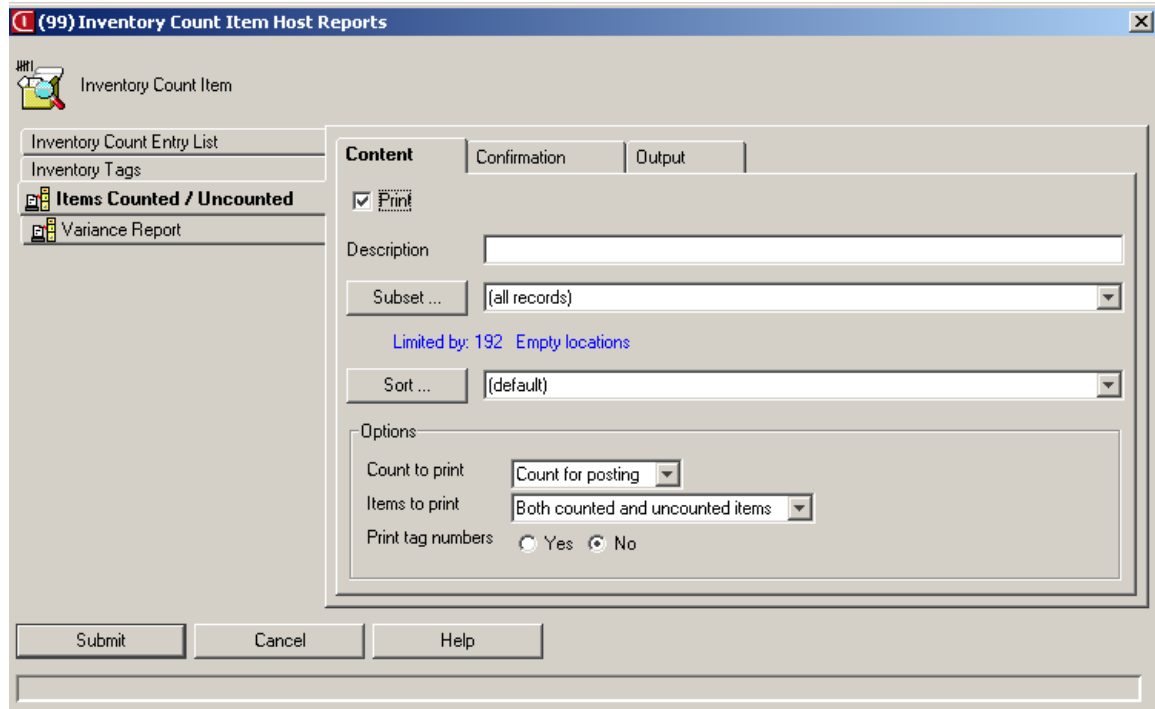 (99) Inventory Count Item Host Reports
Inventory Count Item
Inventory Count Entry List
Inventory Tags
Items Counted / Uncounted
Variance Report
Content Confirmation Output
Print
Description
Subset ... (all records)
Limited by: 192 Empty locations
Sort ... (default)
Options
Count to print Count for posting
Items to print Both counted and uncounted items
Print tag numbers Yes No
Submit Cancel Help